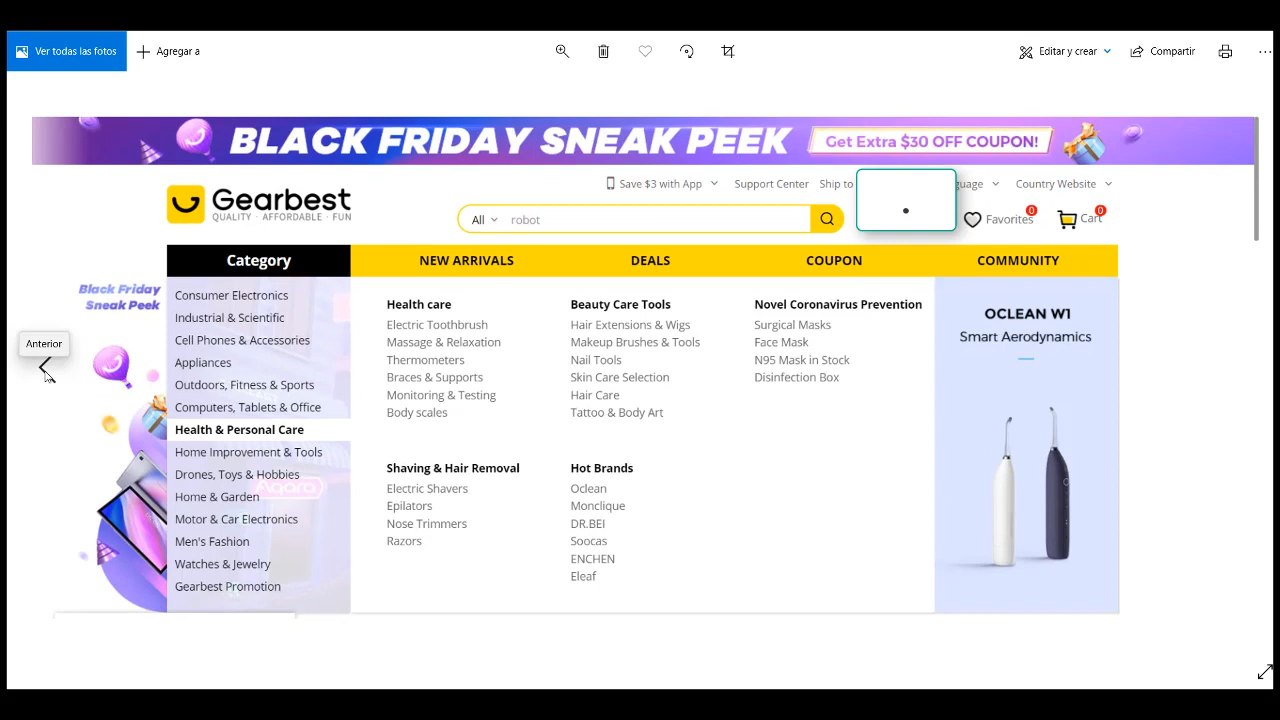 Ver todas las fotos
Agregar a
Editar y crear
Compartir
BLACK FRIDAY SNEAK PEEK
Get Extra $30 OFF COUPON!
Save $3 with App
Support Center
Ship to
Country Website
Gearbest
QUALITY · AFFORDABLE · FUN
All
robot
Favorites
0
Cart
0
Category
NEW ARRIVALS
DEALS
COUPON
COMMUNITY
Black Friday
Sneak Peek
Anterior
Consumer Electronics
Industrial & Scientific
Cell Phones & Accessories
Appliances
Outdoors, Fitness & Sports
Computers, Tablets & Office
Health & Personal Care
Home Improvement & Tools
Drones, Toys & Hobbies
Home & Garden
Motor & Car Electronics
Men's Fashion
Watches & Jewelry
Gearbest Promotion
Aqara
Health care
Electric Toothbrush
Massage & Relaxation
Thermometers
Braces & Supports
Monitoring & Testing
Body scales
Beauty Care Tools
Hair Extensions & Wigs
Makeup Brushes & Tools
Nail Tools
Skin Care Selection
Hair Care
Tattoo & Body Art
Novel Coronavirus Prevention
Surgical Masks
Face Mask
N95 Mask in Stock
Disinfection Box
Shaving & Hair Removal
Electric Shavers
Epilators
Nose Trimmers
Razors
Hot Brands
Oclean
Monclique
DR.BEI
Soocas
ENCHEN
Eleaf
OCLEAN W1
Smart Aerodynamics